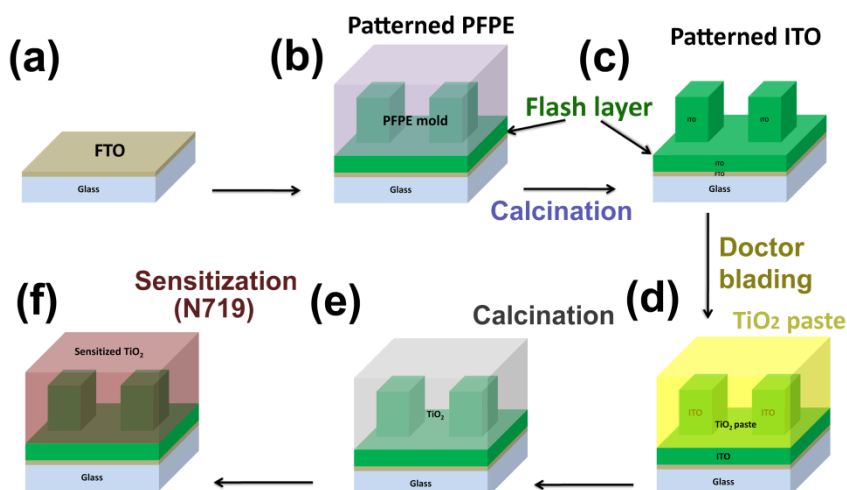 (a)
FTO
Glass
Patterned PFPE
(b)
PFPE mold
Glass
Flash layer
Calcination
Patterned ITO
(c)
ITO
ITO
ITO
FTO
Glass
Doctor
blading
(d)
TiO₂ paste
ITO
ITO
TiO₂ paste
ITO
Glass
Calcination
(e)
TiO₂
Glass
Sensitization
(N719)
(f)
Sensitized TiO₂
Glass